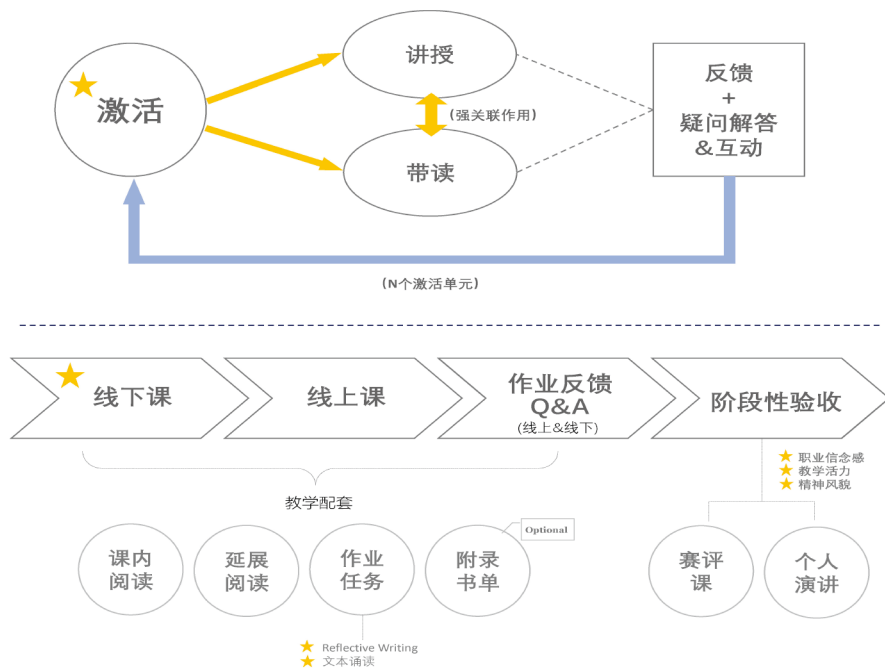 激活
讲授
(强关联作用)
带读
反馈
+
疑问解答
&互动
(N个激活单元)
线下课
线上课
作业反馈
Q&A
(线上&线下)
阶段性验收
职业信念感
教学活力
精神风貌
教学配套
课内
阅读
延展
阅读
作业
任务
附录
书单
Optional
赛评
课
个人
演讲
Reflective Writing
文本诵读